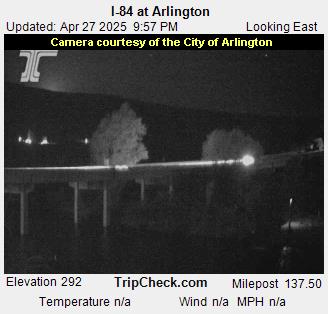 I-84 at Arlington
Updated: Apr 27 2025 9:57 PM Looking East
Camera courtesy of the City of Arlington
Elevation 292 TripCheck.com Milepost 137.50
Temperature n/a Wind n/a MPH n/a